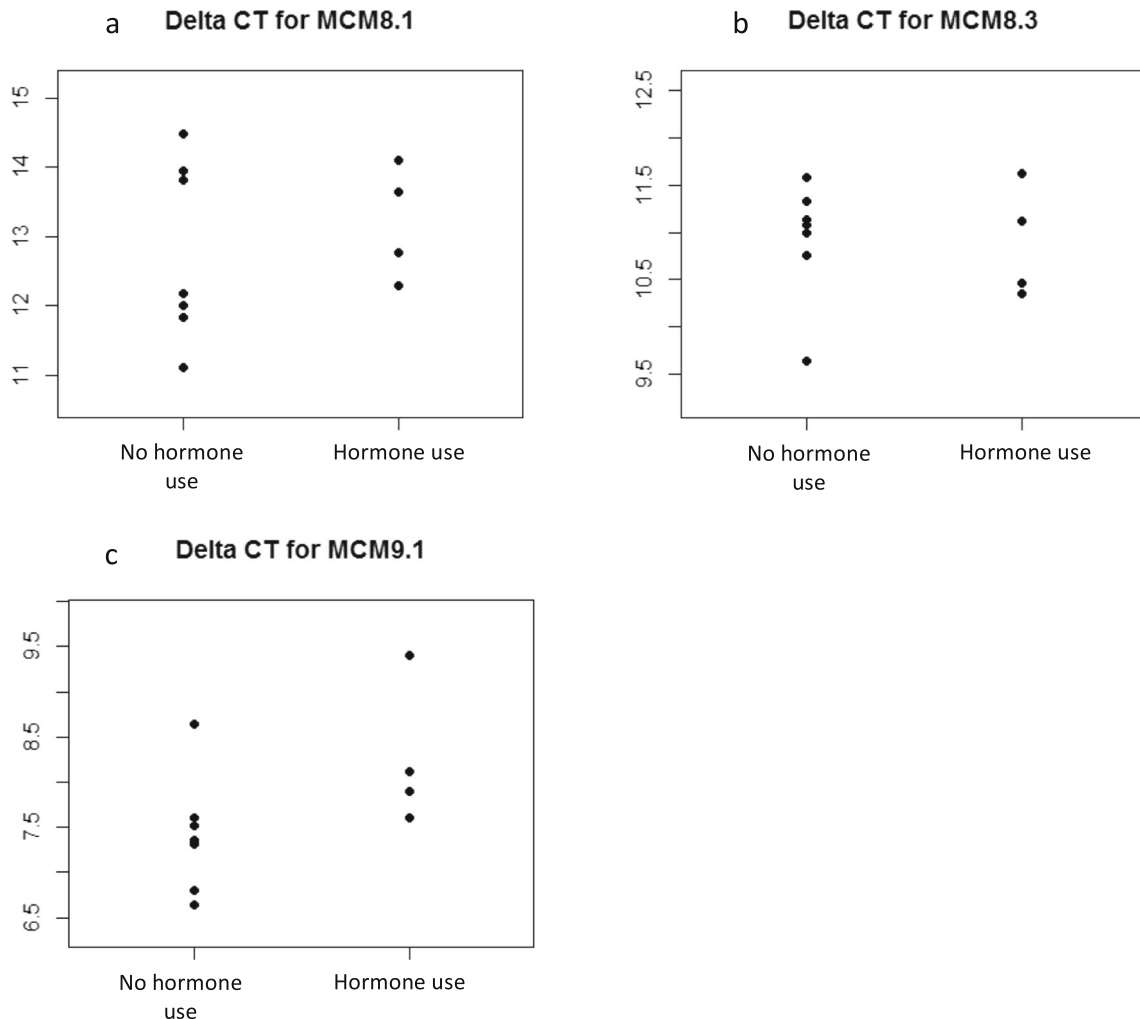 a Delta CT for MCM8.1
15
14
13
12
11
No hormone
use
Hormone use
b Delta CT for MCM8.3
12.5
11.5
10.5
9.5
No hormone
use
Hormone use
c Delta CT for MCM9.1
9.5
8.5
7.5
6.5
No hormone
use
Hormone use